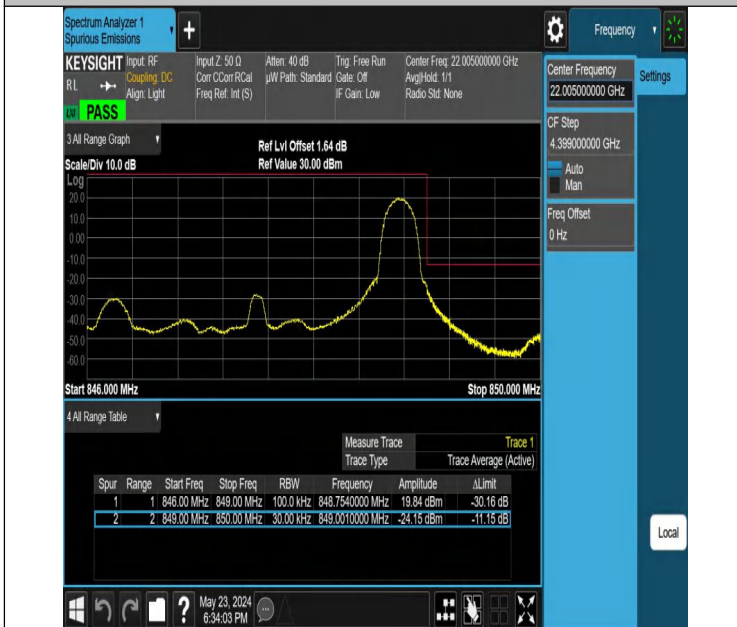 Spectrum Analyzer 1
Spurious Emissions
+
Frequency
KEYSIGHT Input: RF Input Z: 50 Ω Atten: 40 dB Trig: Free Run Center Freq: 22.005000000 GHz
RL Coupling: DC Corr CCorr RCal µW Path: Standard Gate: Off Avg|Hold: 1/1
Align: Light Freq Ref: Int (S) IF Gain: Low Radio Std: None
PASS
Center Frequency
22.005000000 GHz
Settings
CF Step
4.399000000 GHz
Auto
Man
Freq Offset
0 Hz
3 All Range Graph
Ref Lvl Offset 1.64 dB
Scale/Div 10.0 dB Ref Value 30.00 dBm
Log
20.0
10.0
0.00
-10.0
-20.0
-30.0
-40.0
-50.0
-60.0
Start 846.000 MHz Stop 850.000 MHz
4 All Range Table
Measure Trace Trace 1
Trace Type Trace Average (Active)
Spur Range Start Freq Stop Freq RBW Frequency Amplitude ΔLimit
1 1 846.00 MHz 849.00 MHz 100.0 kHz 848.7540000 MHz 19.84 dBm -30.16 dB
2 2 849.00 MHz 850.00 MHz 30.00 kHz 849.0010000 MHz -24.15 dBm -11.15 dB
Local
? May 23, 2024
6:34:03 PM